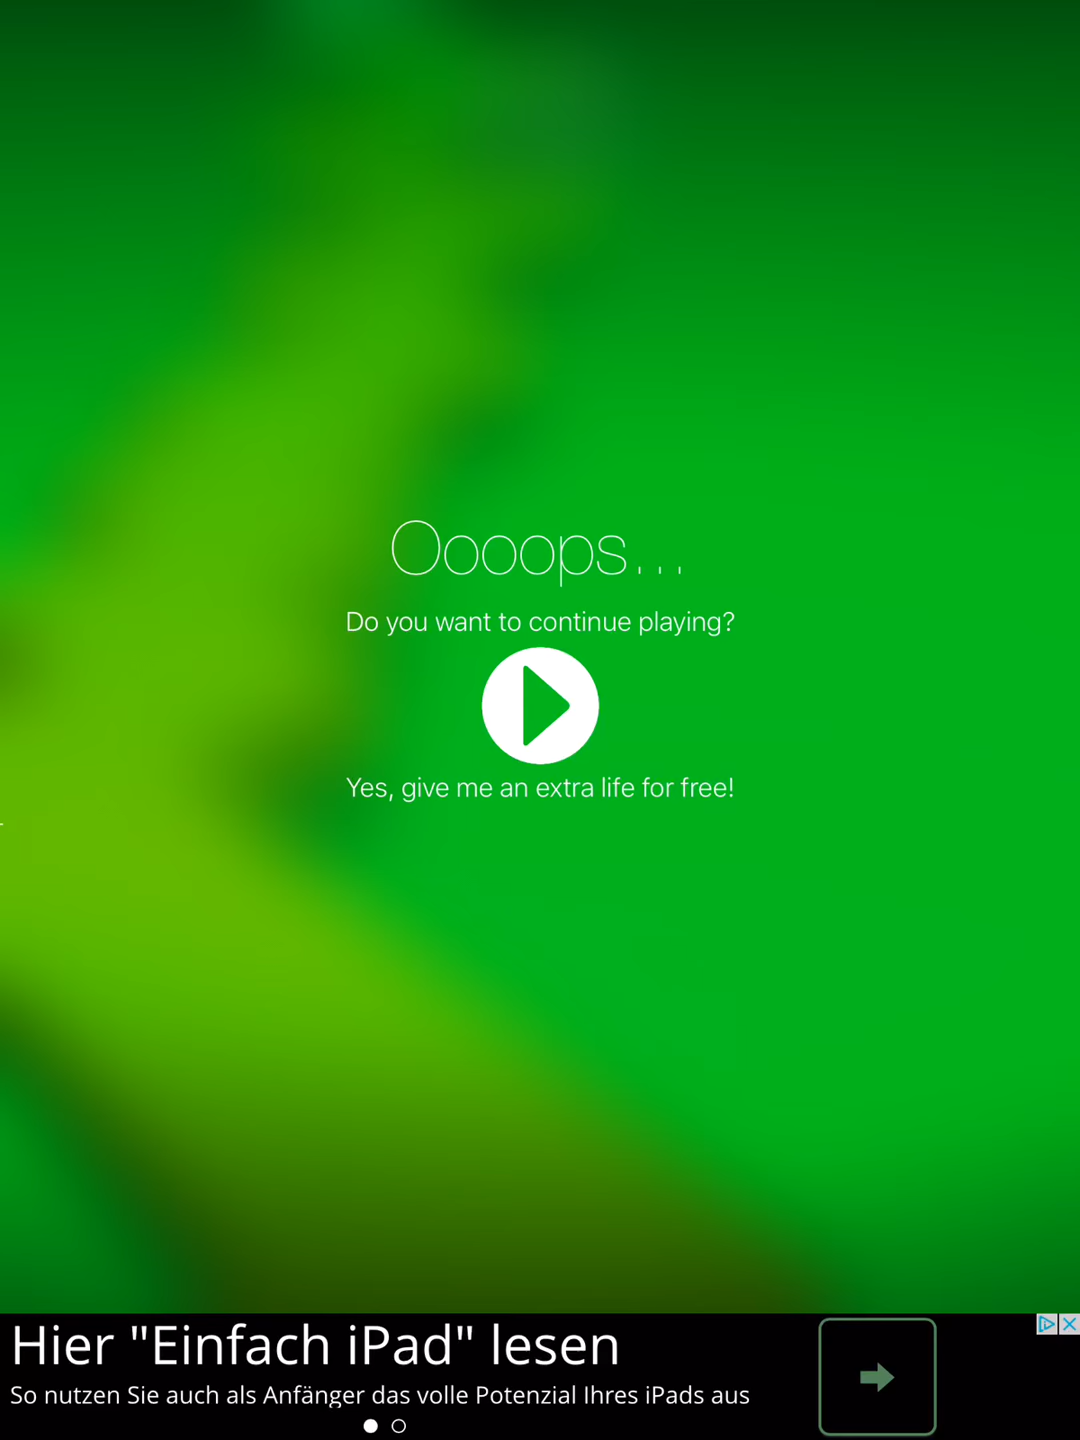 Oooops...
Do you want to continue playing?
Yes, give me an extra life for free!
Hier "Einfach iPad" lesen
So nutzen Sie auch als Anfänger das volle Potenzial Ihres iPads aus